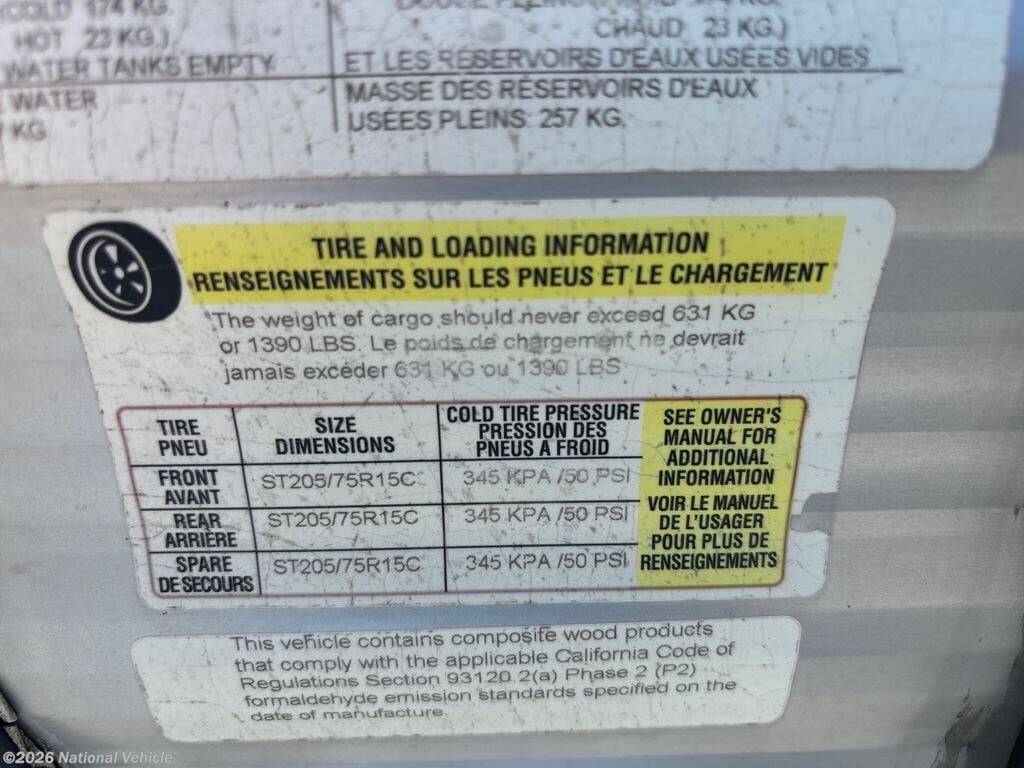 COLD 174 KG
HOT 23 KG.)
WATER TANKS EMPTY
WATER
KG
CHAUD 23 KG.)
ET LES RÉSERVOIRS D'EAUX USÉES VIDES
MASSE DES RÉSERVOIRS D'EAUX
USÉES PLEINS: 257 KG.
TIRE AND LOADING INFORMATION
RENSEIGNEMENTS SUR LES PNEUS ET LE CHARGEMENT
The weight of cargo should never exceed 631 KG
or 1390 LBS. Le poids de chargement ne devrait
jamais excéder 631 KG ou 1390 LBS
TIRE
PNEU
SIZE
DIMENSIONS
COLD TIRE PRESSURE
PRESSION DES
PNEUS A FROID
FRONT
AVANT
ST205/75R15C
345 KPA /50 PSI
REAR
ARRIÈRE
ST205/75R15C
345 KPA /50 PSI
SPARE
DE SECOURS
ST205/75R15C
345 KPA /50 PSI
SEE OWNER'S
MANUAL FOR
ADDITIONAL
INFORMATION
VOIR LE MANUEL
DE L'USAGER
POUR PLUS DE
RENSEIGNEMENTS
This vehicle contains composite wood products
that comply with the applicable California Code of
Regulations Section 93120.2(a) Phase 2 (P2)
formaldehyde emission standards specified on the
date of manufacture.
©2026 National Vehicle